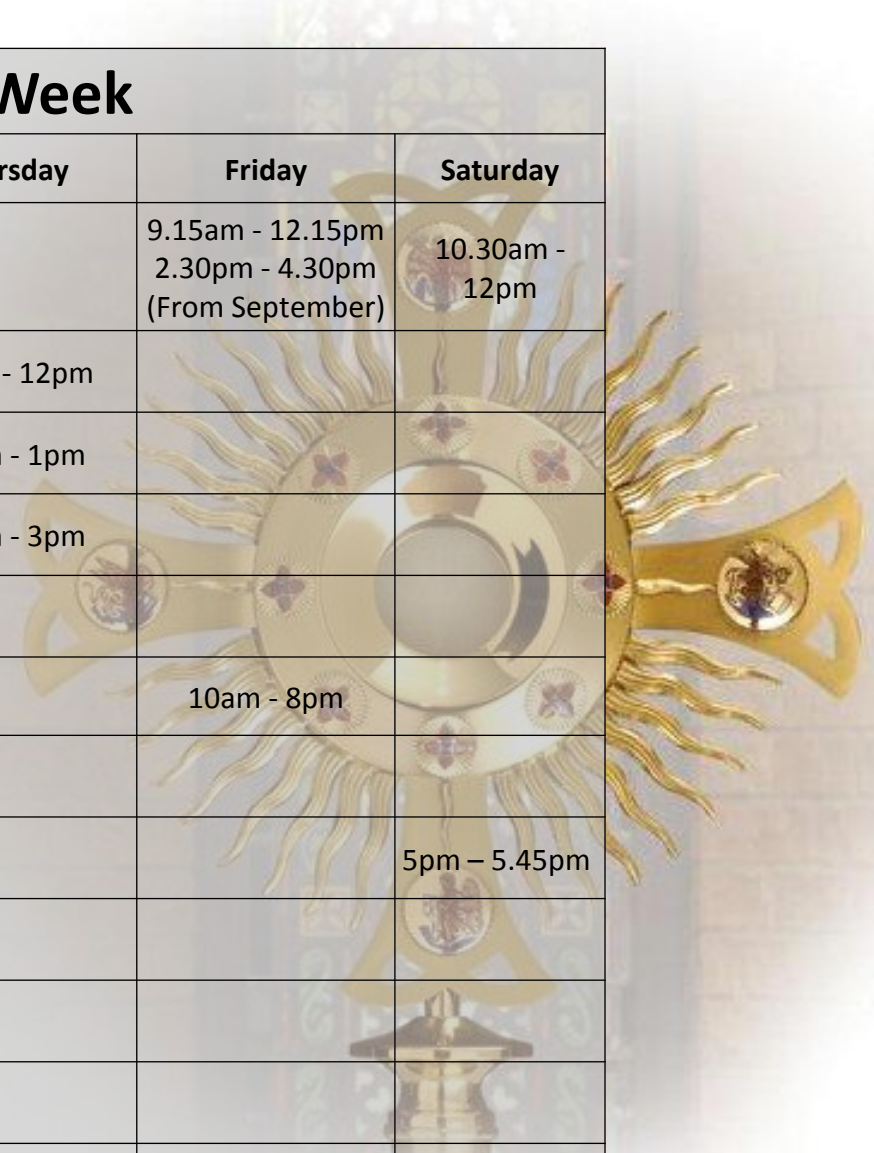 Week
rsday Friday Saturday
9.15am - 12.15pm
2.30pm - 4.30pm
(From September)
10.30am -
12pm
- 12pm
- 1pm
- 3pm
10am - 8pm
5pm – 5.45pm